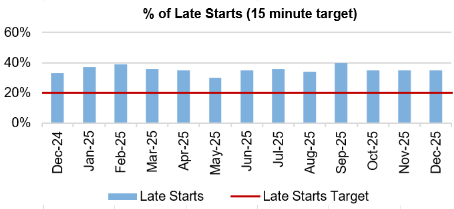 % of Late Starts (15 minute target)
60%
40%
20%
0%
Dec-24
Jan-25
Feb-25
Mar-25
Apr-25
May-25
Jun-25
Jul-25
Aug-25
Sep-25
Oct-25
Nov-25
Dec-25
Late Starts
Late Starts Target